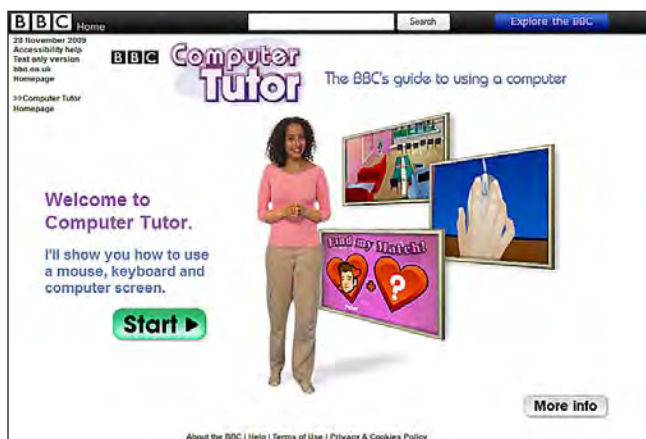 BBC Home
Search
Explore the BBC
28 November 2009
Accessibility help
Text only version
bbc.co.uk
Homepage
>>Computer Tutor
Homepage
BBC Computer
Tutor
The BBC's guide to using a computer
Welcome to
Computer Tutor.
I'll show you how to use
a mouse, keyboard and
computer screen.
Start
Find my Match!
+ ?
More info
About the BBC | Help | Terms of Use | Privacy & Cookies Policy